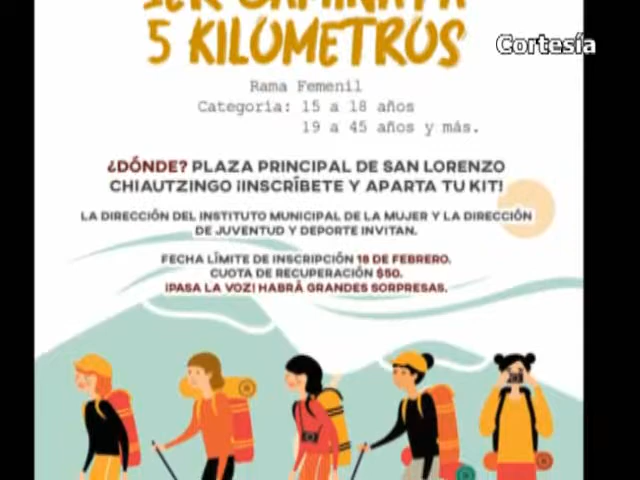 1ER CAMINATA
5 KILOMETROS
Cortesía
Rama Femenil
Categoría: 15 a 18 años
19 a 45 años y más.
¿DÓNDE? PLAZA PRINCIPAL DE SAN LORENZO
CHIAUTZINGO ¡INSCRÍBETE Y APARTA TU KIT!
LA DIRECCIÓN DEL INSTITUTO MUNICIPAL DE LA MUJER Y LA DIRECCIÓN
DE JUVENTUD Y DEPORTE INVITAN.
FECHA LÍMITE DE INSCRIPCIÓN 18 DE FEBRERO.
CUOTA DE RECUPERACIÓN $50.
¡PASA LA VOZ! HABRÁ GRANDES SORPRESAS.